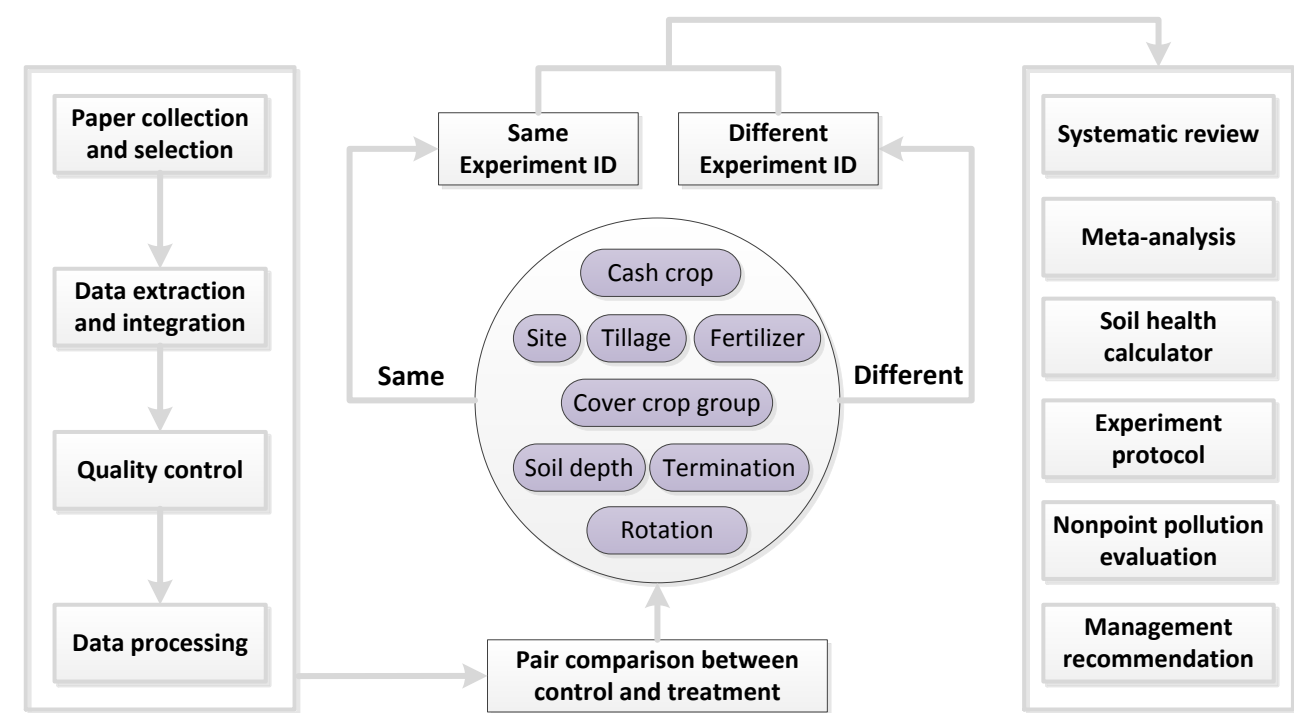 Paper collection
and selection
Data extraction
and integration
Quality control
Data processing
Same
Experiment ID
Different
Experiment ID
Cash crop
Site
Tillage
Fertilizer
Cover crop group
Soil depth
Termination
Rotation
Same
Different
Pair comparison between
control and treatment
Systematic review
Meta-analysis
Soil health
calculator
Experiment
protocol
Nonpoint pollution
evaluation
Management
recommendation